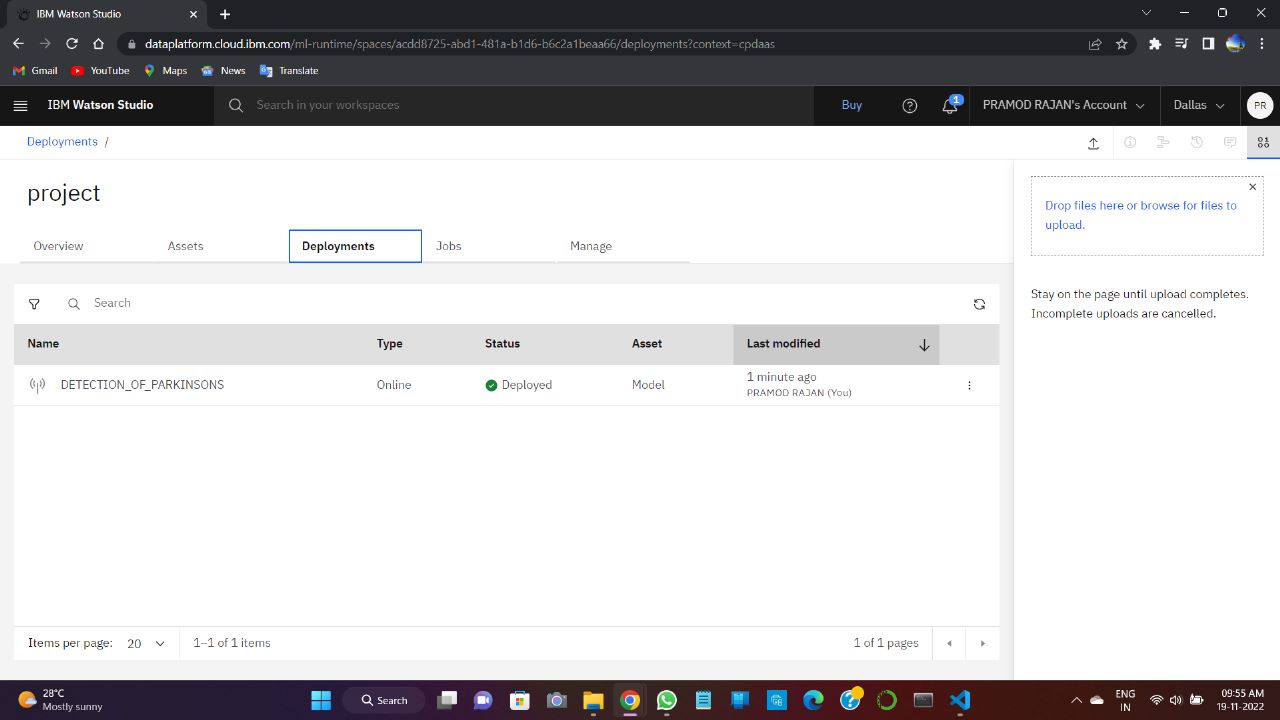 IBM Watson Studio
dataplatform.cloud.ibm.com/ml-runtime/spaces/acdd8725-abd1-481a-b1d6-b6c2a1beaa66/deployments?context=cpdaas
Gmail YouTube Maps News Translate
IBM Watson Studio Search in your workspaces Buy 1 PRAMOD RAJAN's Account Dallas PR
Deployments /
project
Overview Assets Deployments Jobs Manage
Search
Name Type Status Asset Last modified
DETECTION_OF_PARKINSONS Online Deployed Model 1 minute ago
PRAMOD RAJAN (You)
Items per page: 20 1–1 of 1 items 1 of 1 pages
Drop files here or browse for files to
upload.
Stay on the page until upload completes.
Incomplete uploads are cancelled.
28°C
Mostly sunny
Search
ENG
IN
09:55 AM
19-11-2022